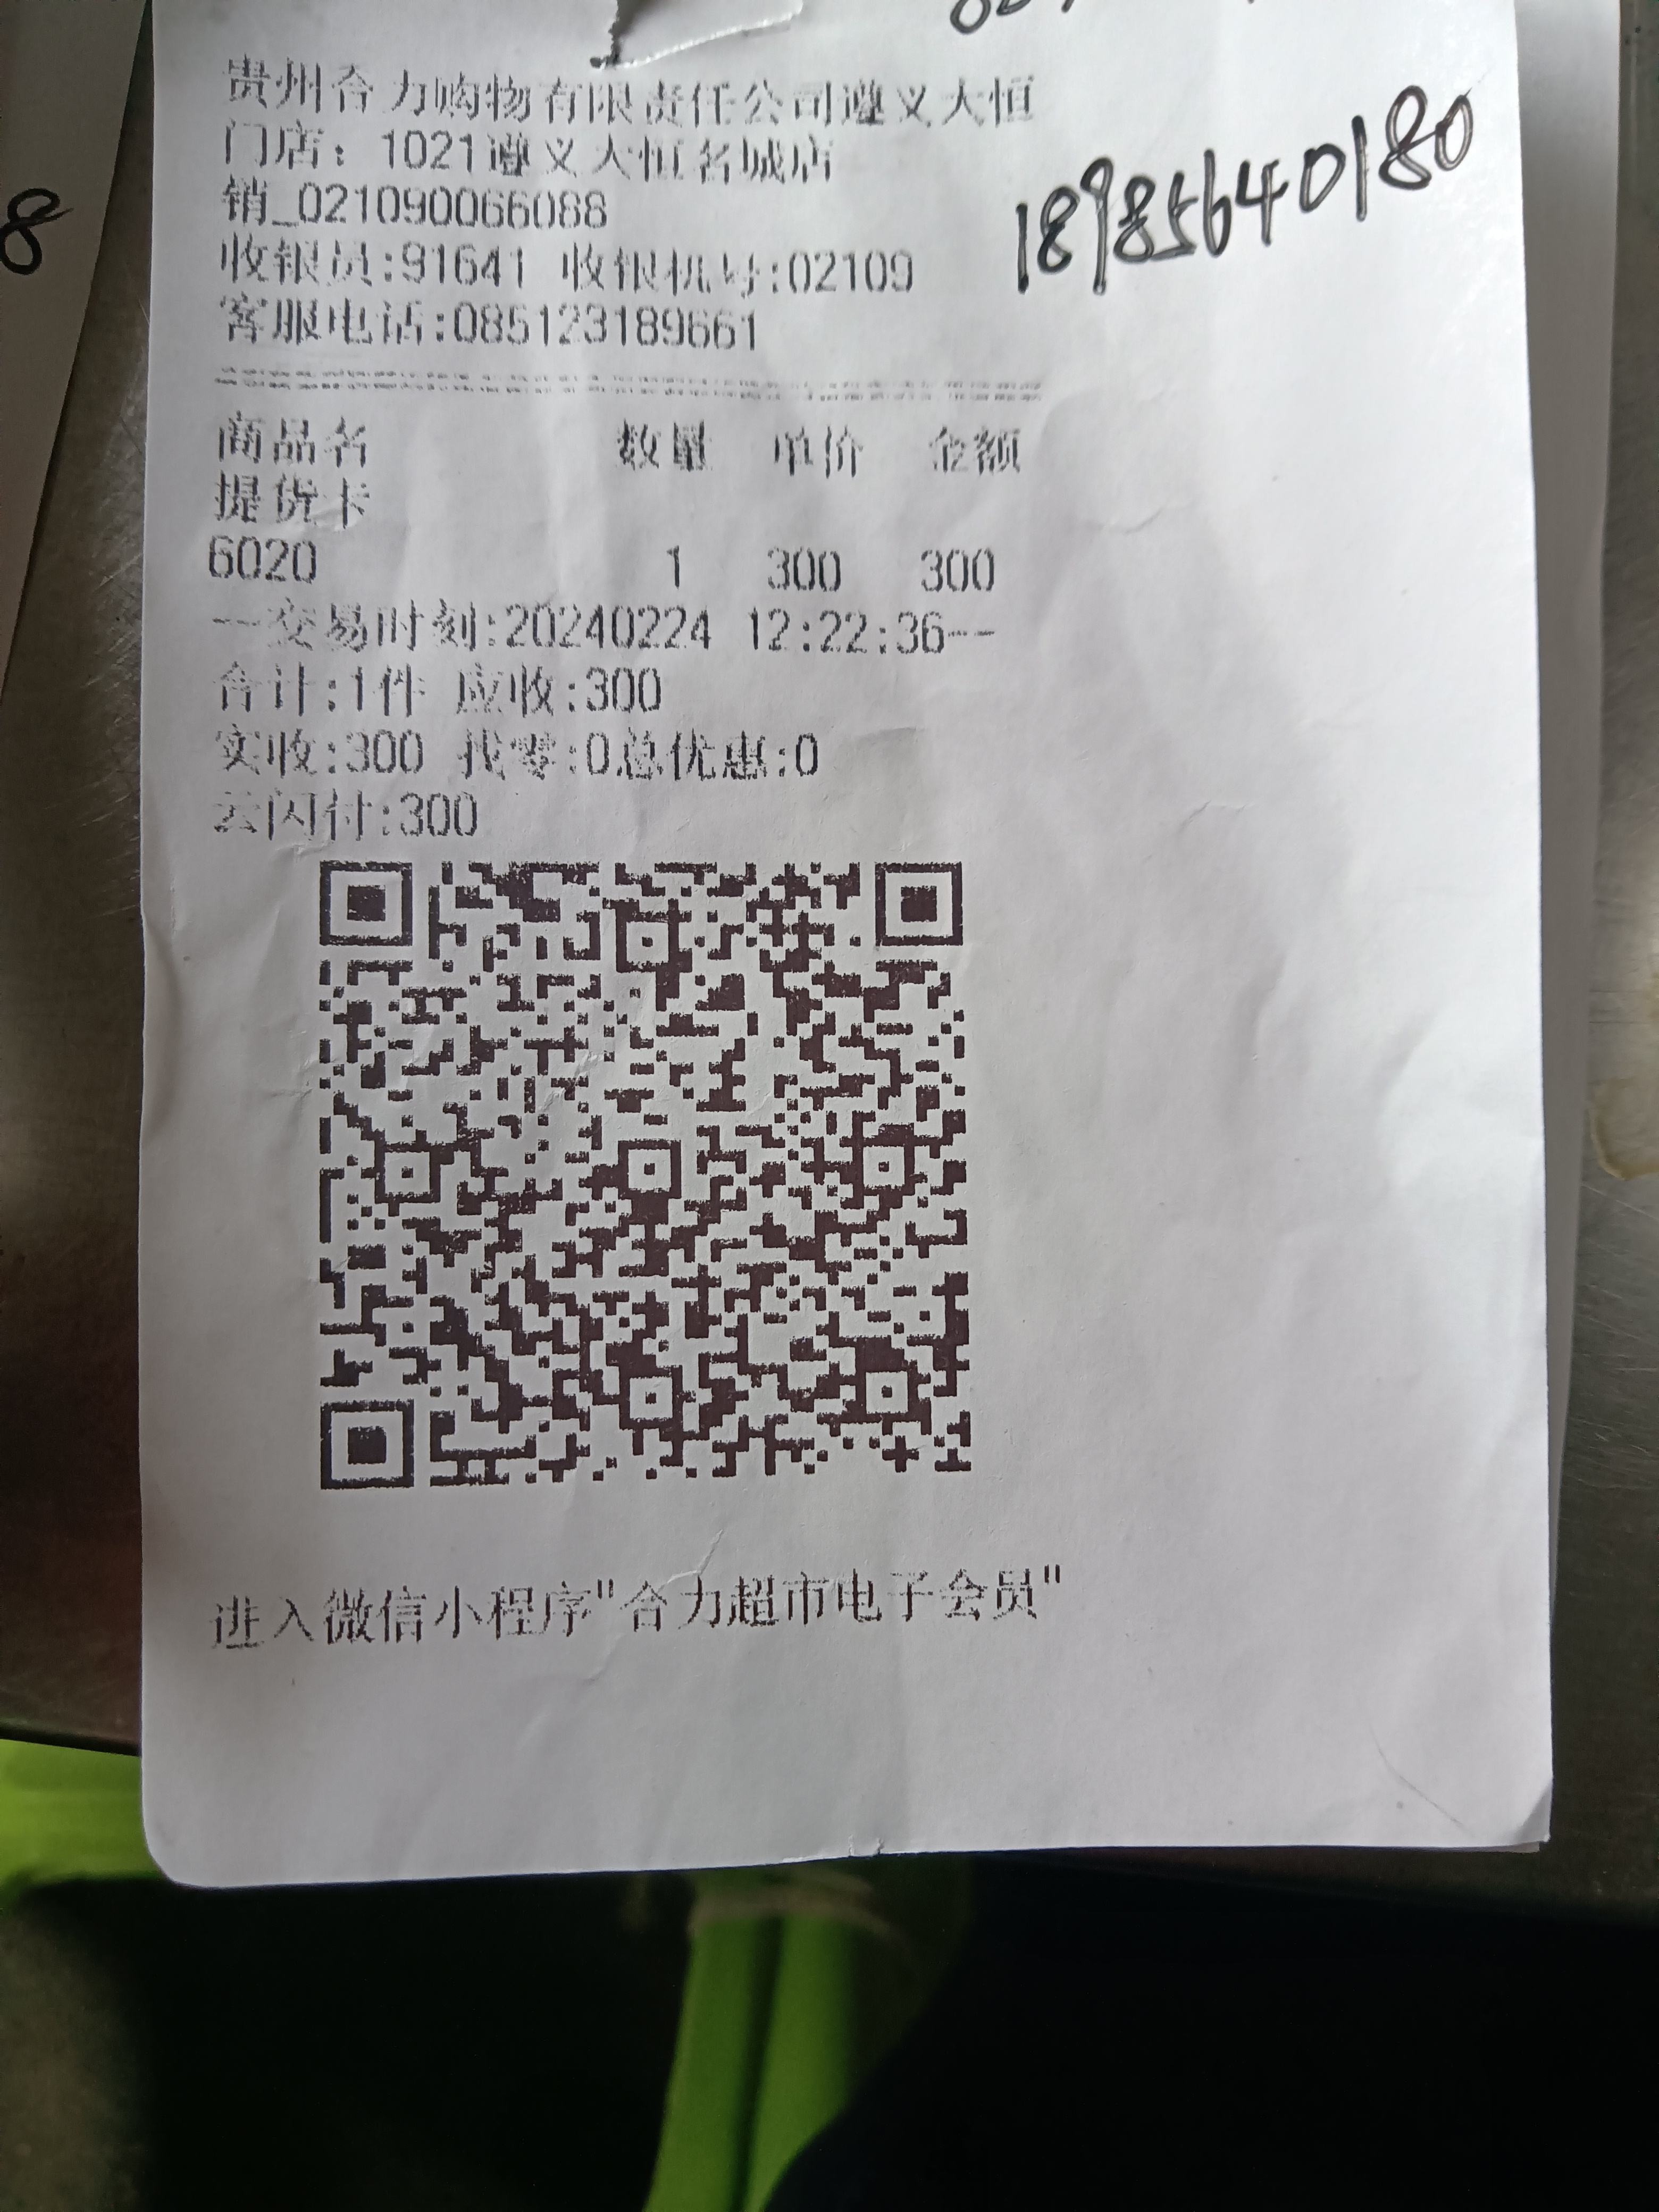 贵州合力购物有限责任公司遵义大恒
门店：1021遵义大恒名城店
销_021090066088
18985640180
收银员:91641 收银机号:02109
客服电话:085123189661
商品名 数量 单价 金额
提货卡
6020 1 300 300
--交易时刻:20240224 12:22:36--
合计:1件 应收:300
实收:300 找零:0.总优惠:0
云闪付:300
进入微信小程序"合力超市电子会员"
8